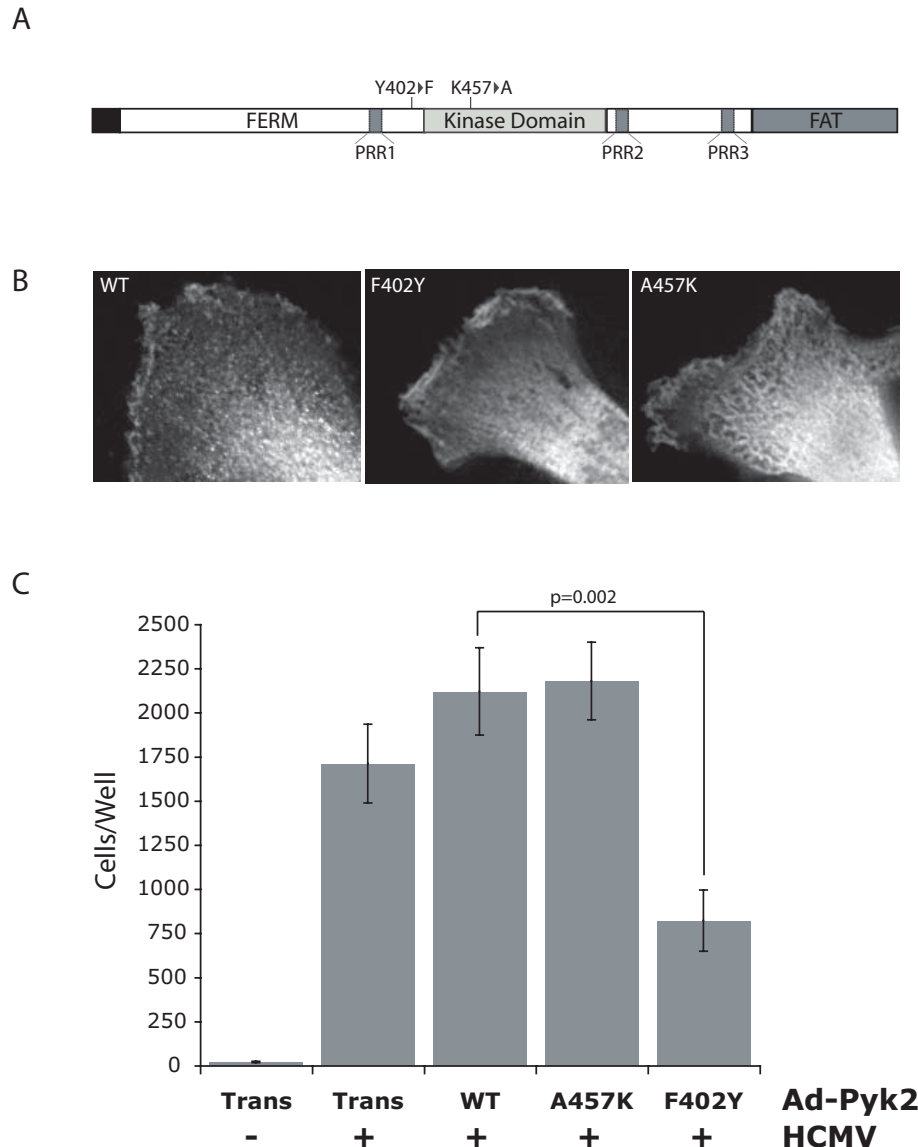 A
Y402▸F K457▸A
FERM Kinase Domain FAT
PRR1 PRR2 PRR3
B
WT F402Y A457K
C
p=0.002
2500
2250
2000
1750
1500
1250
1000
750
500
250
0
Cells/Well
Trans Trans WT A457K F402Y Ad-Pyk2
- + + + + HCMV